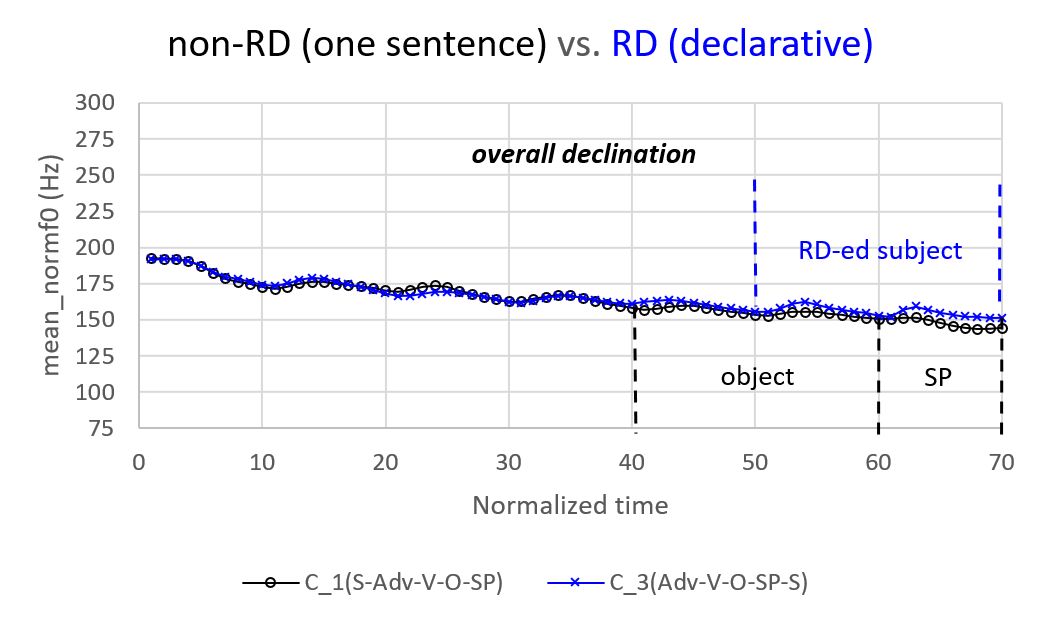 non-RD (one sentence) vs. RD (declarative)
300
275
250
225
200
175
150
125
100
75
mean_normf0 (Hz)
overall declination
RD-ed subject
object
SP
0 10 20 30 40 50 60 70
Normalized time
C_1(S-Adv-V-O-SP) C_3(Adv-V-O-SP-S)